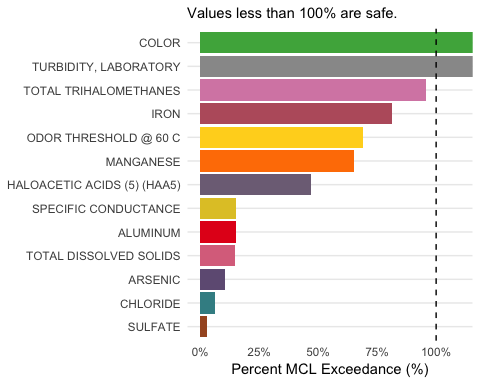 Values less than 100% are safe.
COLOR
TURBIDITY, LABORATORY
TOTAL TRIHALOMETHANES
IRON
ODOR THRESHOLD @ 60 C
MANGANESE
HALOACETIC ACIDS (5) (HAA5)
SPECIFIC CONDUCTANCE
ALUMINUM
TOTAL DISSOLVED SOLIDS
ARSENIC
CHLORIDE
SULFATE
0% 25% 50% 75% 100%
Percent MCL Exceedance (%)